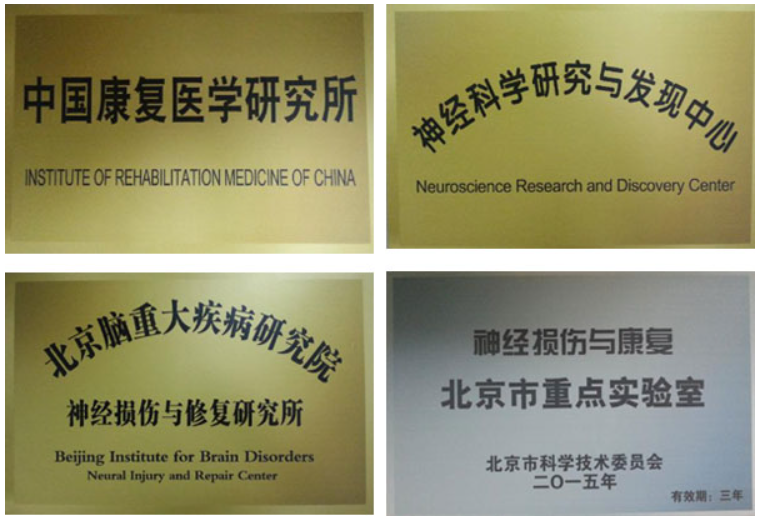 中国康复医学研究所
INSTITUTE OF REHABILITATION MEDICINE OF CHINA
神经科学研究与发现中心
Neuroscience Research and Discovery Center
北京脑重大疾病研究院
神经损伤与修复研究所
Beijing Institute for Brain Disorders
Neural Injury and Repair Center
神经损伤与康复
北京市重点实验室
北京市科学技术委员会
二〇一五年
有效期：三年